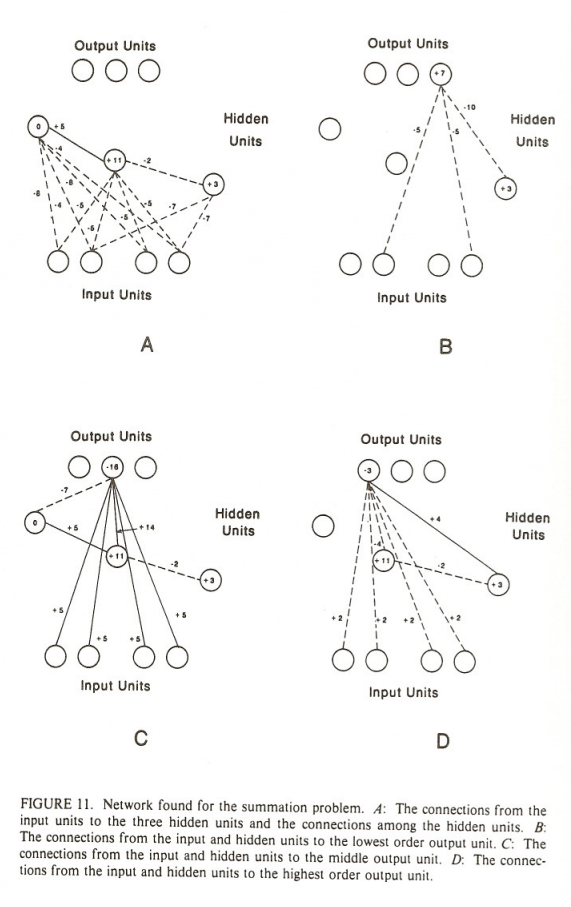 Output Units
0
+5
Hidden
Units
-4
+11
-2
+3
-8
-8
-4
-5
-5
-5
-5
-7
-7
Input Units
A
Output Units
+7
-10
Hidden
Units
-5
-5
+3
Input Units
B
Output Units
-16
-7
0
+5
+14
Hidden
Units
+11
-2
+3
+5
+5
+5
+5
Input Units
C
Output Units
-3
+4
Hidden
Units
-4
+11
-2
+3
+2
+2
+2
+2
Input Units
D
FIGURE 11. Network found for the summation problem. A: The connections from the
input units to the three hidden units and the connections among the hidden units. B:
The connections from the input and hidden units to the lowest order output unit. C: The
connections from the input and hidden units to the middle output unit. D: The connec-
tions from the input and hidden units to the highest order output unit.